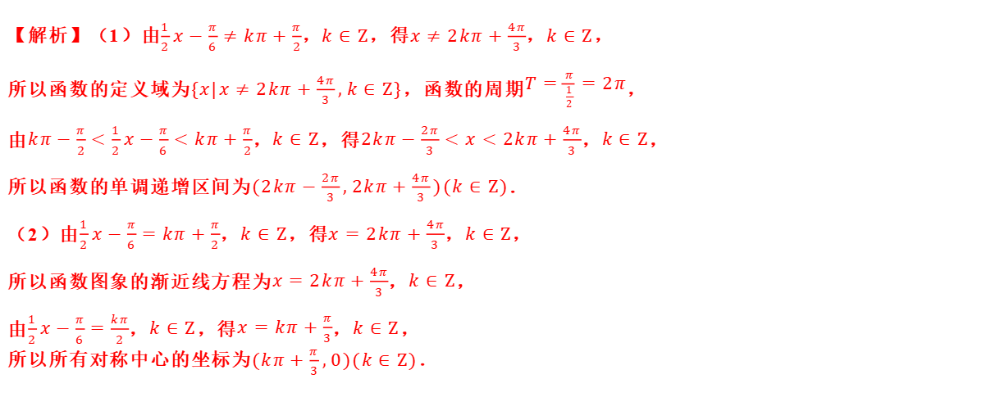 【解析】（1）由$\frac{1}{2}x-\frac{\pi}{6}\neq k\pi+\frac{\pi}{2}$，$k\in\mathrm{Z}$，得$x\neq 2k\pi+\frac{4\pi}{3}$，$k\in\mathrm{Z}$，
所以函数的定义域为$\{x|x\neq 2k\pi+\frac{4\pi}{3},k\in\mathrm{Z}\}$，函数的周期$T=\frac{\pi}{\frac{1}{2}}=2\pi$，
由$k\pi-\frac{\pi}{2}<\frac{1}{2}x-\frac{\pi}{6}<k\pi+\frac{\pi}{2}$，$k\in\mathrm{Z}$，得$2k\pi-\frac{2\pi}{3}<x<2k\pi+\frac{4\pi}{3}$，$k\in\mathrm{Z}$，
所以函数的单调递增区间为$(2k\pi-\frac{2\pi}{3},2k\pi+\frac{4\pi}{3})(k\in\mathrm{Z})$．
（2）由$\frac{1}{2}x-\frac{\pi}{6}=k\pi+\frac{\pi}{2}$，$k\in\mathrm{Z}$，得$x=2k\pi+\frac{4\pi}{3}$，$k\in\mathrm{Z}$，
所以函数图象的渐近线方程为$x=2k\pi+\frac{4\pi}{3}$，$k\in\mathrm{Z}$，
由$\frac{1}{2}x-\frac{\pi}{6}=\frac{k\pi}{2}$，$k\in\mathrm{Z}$，得$x=k\pi+\frac{\pi}{3}$，$k\in\mathrm{Z}$，
所以所有对称中心的坐标为$(k\pi+\frac{\pi}{3},0)(k\in\mathrm{Z})$．